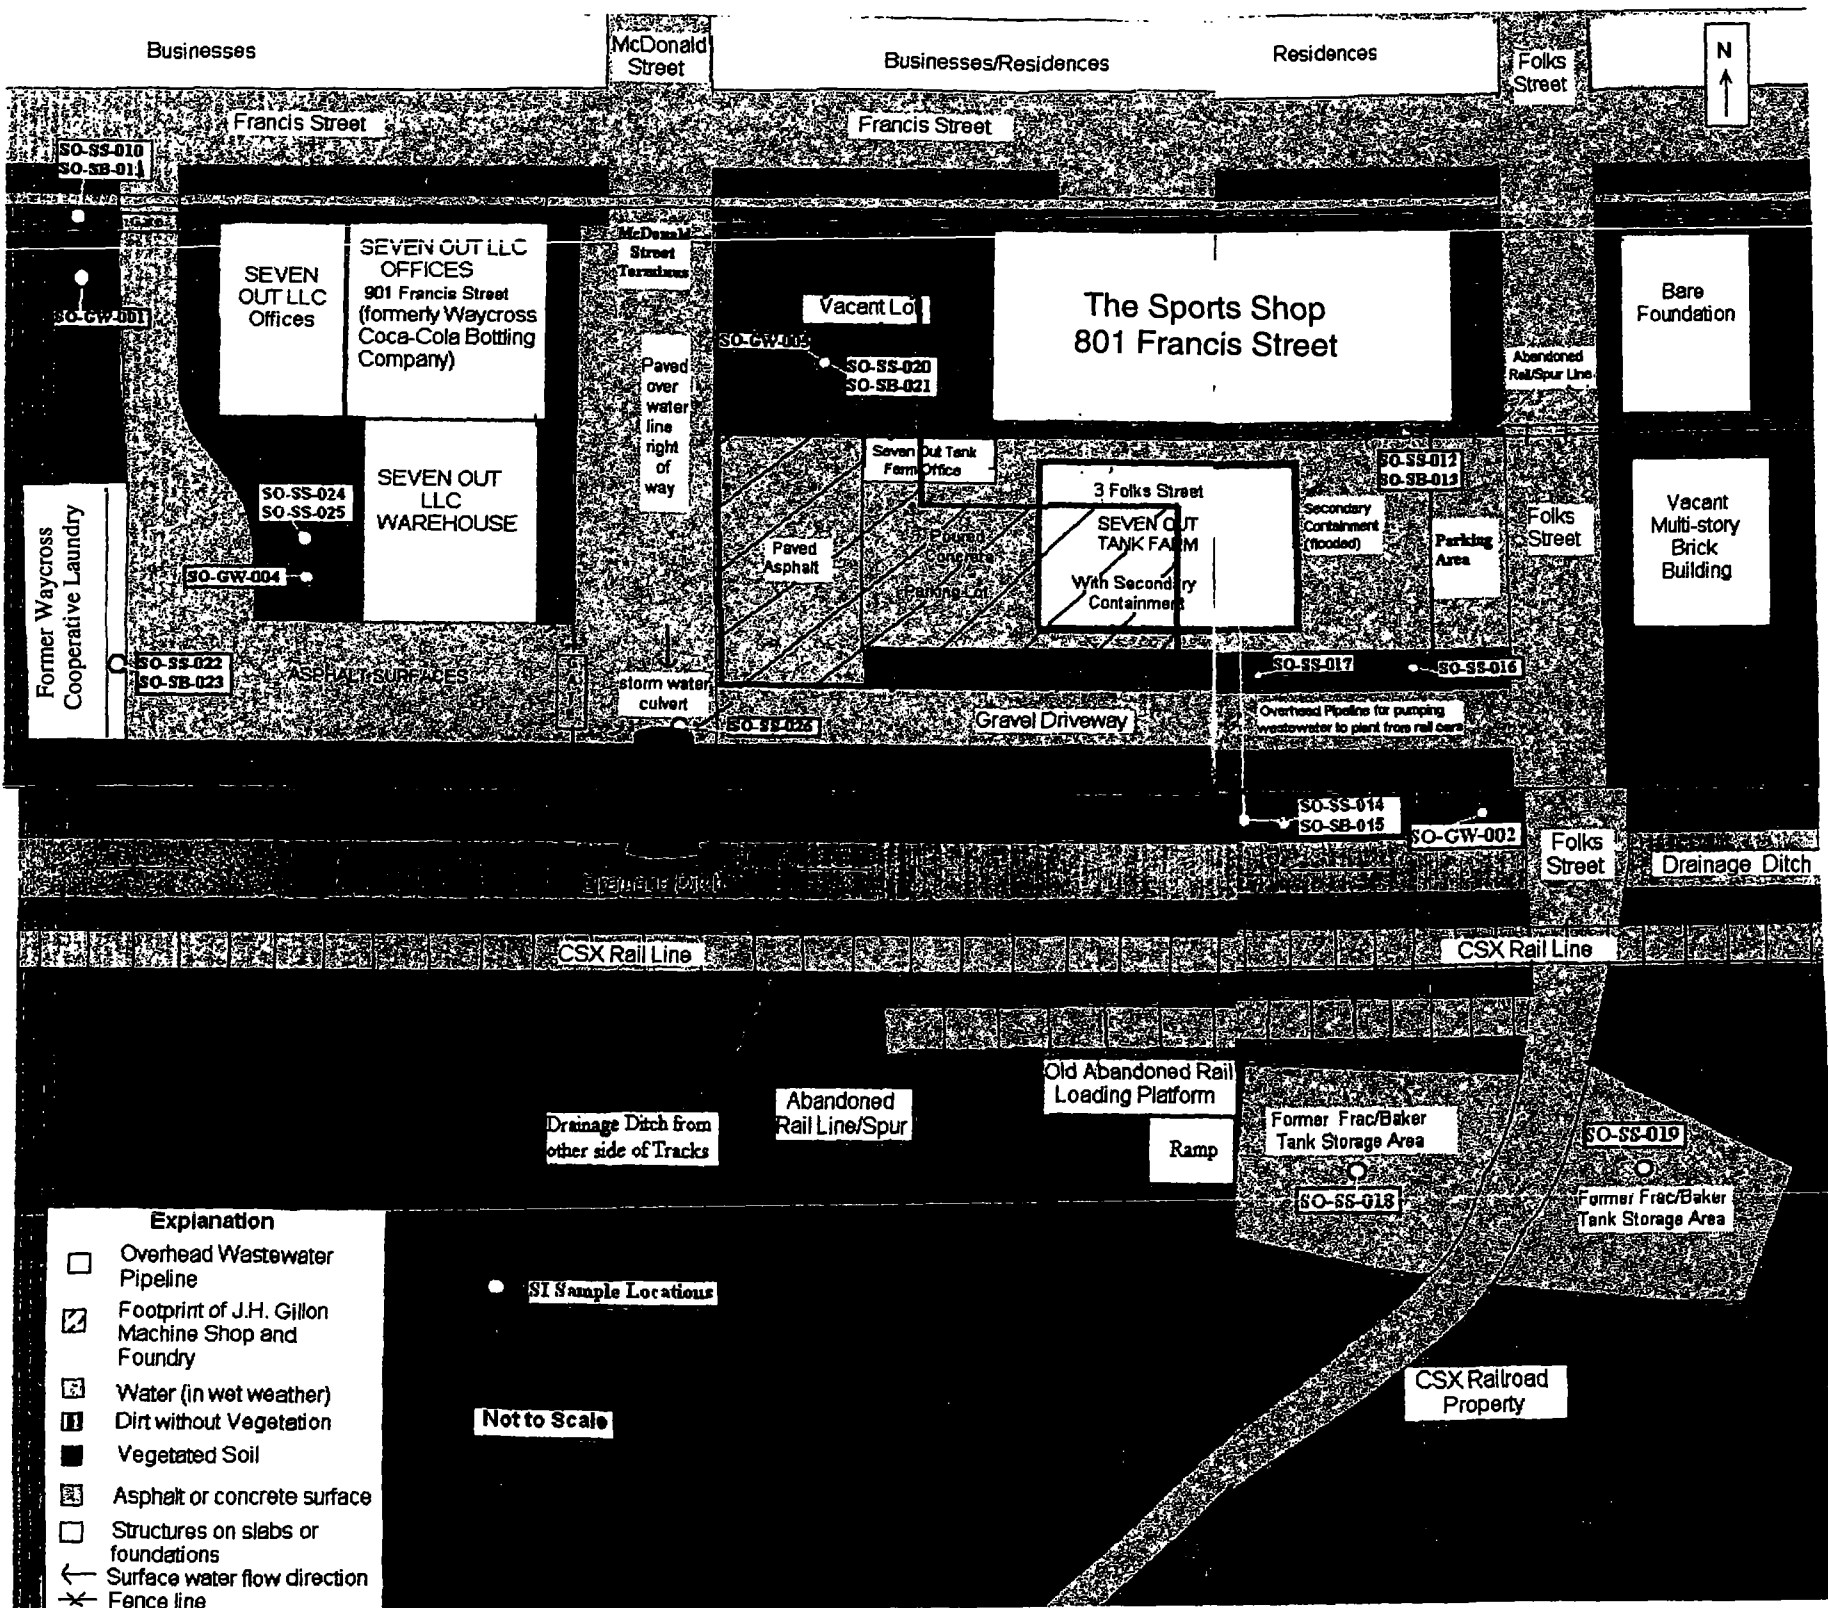 Businesses
McDonald
Street
Businesses/Residences
Residences
Folks
Street
N
Francis Street
Francis Street
SO-SS-010
SO-SB-011
SO-GW-001
SEVEN
OUT LLC
Offices
SEVEN OUT LLC
OFFICES
901 Francis Street
(formerly Waycross
Coca-Cola Bottling
Company)
McDonald
Street
Terminus
Vacant Lot
SO-SS-020
SO-SB-021
The Sports Shop
801 Francis Street
Bare
Foundation
Abandoned
Rail/Spur Line
Paved
over
water
line
right
of
way
Seven Out Tank
Farm Office
SO-SS-012
SO-SB-013
SO-SS-024
SO-SS-025
SEVEN OUT
LLC
WAREHOUSE
SO-GW-004
Paved
Asphalt
Poured
Concrete
Parking Lot
3 Folks Street
SEVEN OUT
TANK FARM
With Secondary
Containment
Secondary
Containment
(flooded)
Parking
Area
Folks
Street
Vacant
Multi-story
Brick
Building
Former Waycross
Cooperative Laundry
SO-SS-022
SO-SB-023
ASPHALT SURFACES
GATE
storm water
culvert
SO-SS-026
Gravel Driveway
SO-SS-017
SO-SS-016
Overhead Pipeline for pumping
wastewater to plant from rail cars
SO-SS-014
SO-SB-015
SO-GW-002
Folks
Street
Drainage Ditch
Drainage Ditch
CSX Rail Line
CSX Rail Line
Drainage Ditch from
other side of Tracks
Abandoned
Rail Line/Spur
Old Abandoned Rail
Loading Platform
Ramp
Former Frac/Baker
Tank Storage Area
SO-SS-018
SO-SS-019
Former Frac/Baker
Tank Storage Area
Explanation
Overhead Wastewater
Pipeline
Footprint of J.H. Gillon
Machine Shop and
Foundry
Water (in wet weather)
Dirt without Vegetation
Vegetated Soil
Asphalt or concrete surface
Structures on slabs or
foundations
Surface water flow direction
Fence line
SI Sample Locations
Not to Scale
CSX Railroad
Property